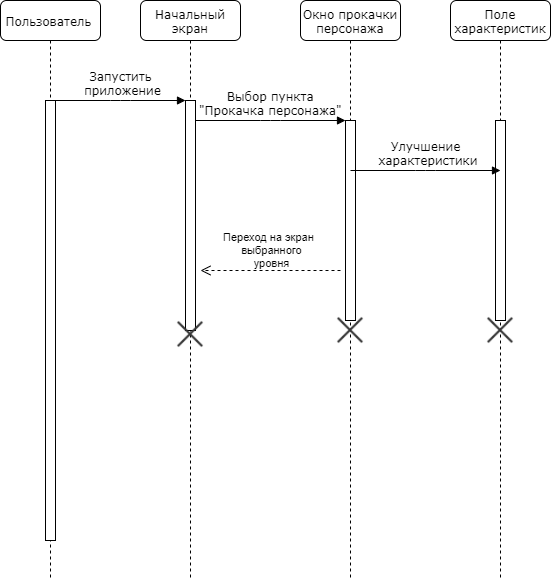 Пользователь
Начальный
экран
Окно прокачки
персонажа
Поле
характеристик
Запустить
приложение
Выбор пункта
"Прокачка персонажа"
Улучшение
характеристики
Переход на экран
выбранного
уровня